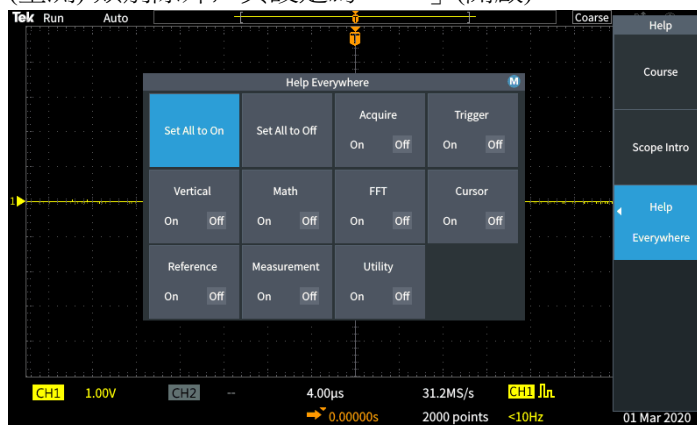 Tek Run Auto Coarse
Help
Course
Scope Intro
Help
Everywhere
Help Everywhere M
Set All to On
Set All to Off
Acquire
On Off
Trigger
On Off
Vertical
On Off
Math
On Off
FFT
On Off
Cursor
On Off
Reference
On Off
Measurement
On Off
Utility
On Off
1
CH1 1.00V CH2 -- 4.00µs 31.2MS/s CH1
0.00000s 2000 points <10Hz 01 Mar 2020